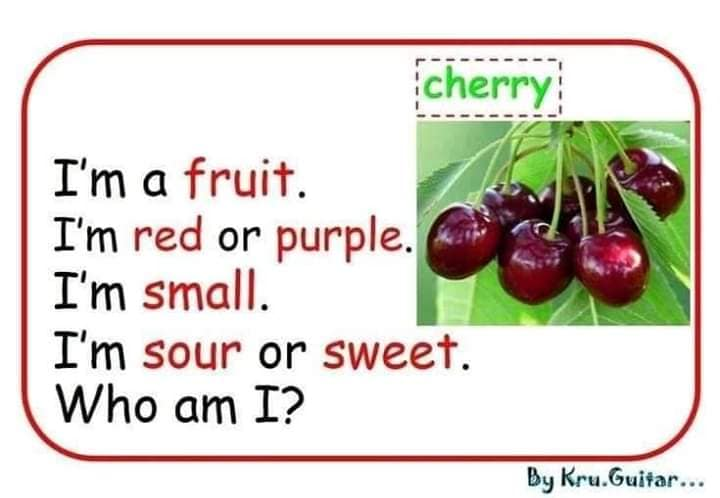 cherry
I'm a fruit.
I'm red or purple.
I'm small.
I'm sour or sweet.
Who am I?
By Kru.Guitar...